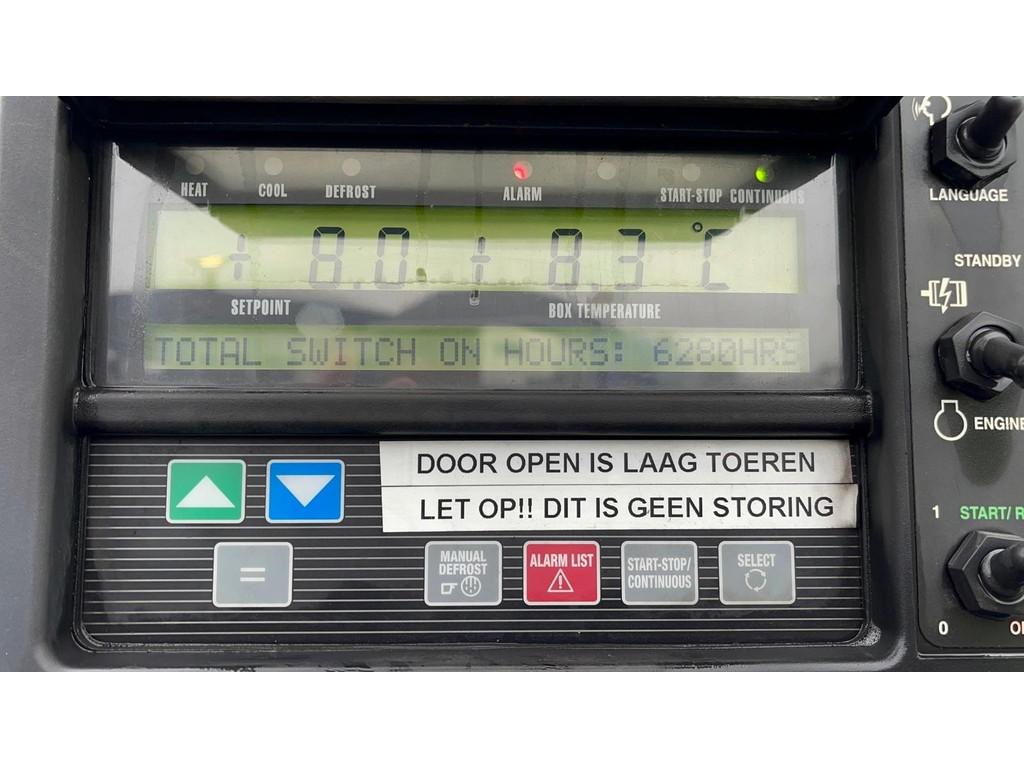 HEAT COOL DEFROST ALARM START-STOP CONTINUOUS
LANGUAGE
+ 8.0 + 8.3 °C
STANDBY
SETPOINT BOX TEMPERATURE
TOTAL SWITCH ON HOURS: 6280HRS
ENGINE
DOOR OPEN IS LAAG TOEREN
LET OP!! DIT IS GEEN STORING
1 START/
=
MANUAL
DEFROST
ALARM LIST
START-STOP/
CONTINUOUS
SELECT
0